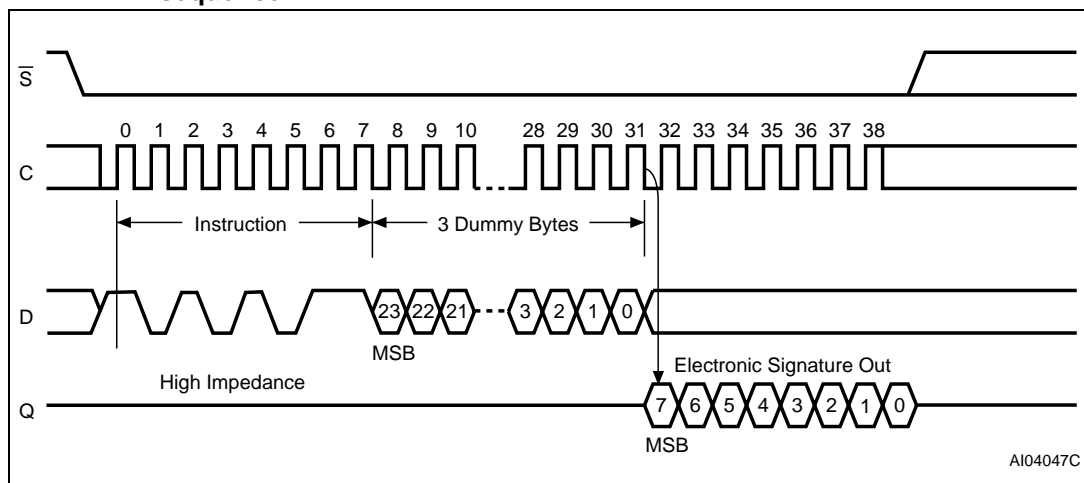 S
0 1 2 3 4 5 6 7 8 9 10 28 29 30 31 32 33 34 35 36 37 38
C
Instruction 3 Dummy Bytes
D
23 22 21 3 2 1 0
MSB
High Impedance
Electronic Signature Out
Q
7 6 5 4 3 2 1 0
MSB
AI04047C